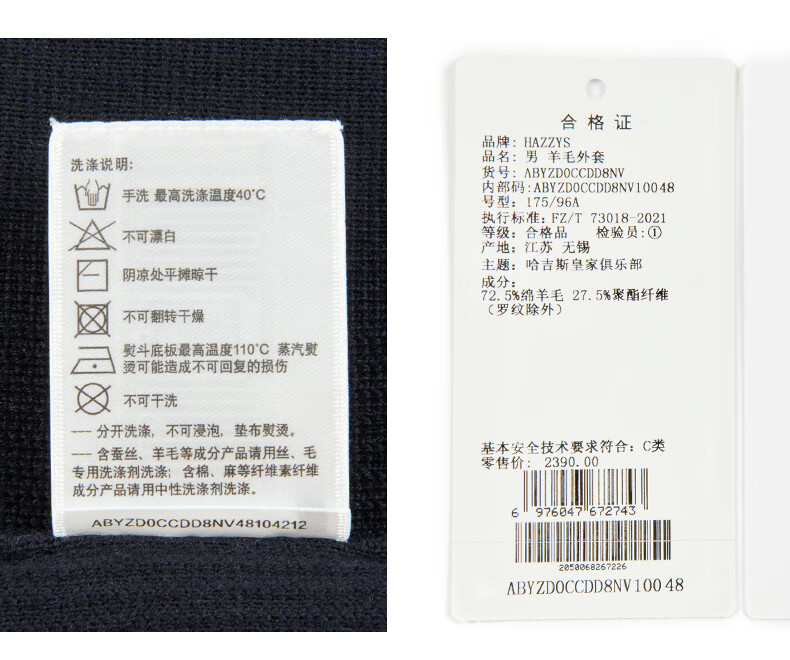 洗涤说明:
手洗 最高洗涤温度40°C
不可漂白
阴凉处平摊晾干
不可翻转干燥
熨斗底板最高温度110°C 蒸汽熨
烫可能造成不可回复的损伤
不可干洗
--- 分开洗涤，不可浸泡，垫布熨烫。
--- 含蚕丝、羊毛等成分产品请用丝、毛
专用洗涤剂洗涤；含棉、麻等纤维素纤维
成分产品请用中性洗涤剂洗涤。
ABYZD0CCDD8NV48104212
合格证
品牌: HAZZYS
品名: 男 羊毛外套
货号: ABYZD0CCDD8NV
内部码:ABYZD0CCDD8NV10048
号型: 175/96A
执行标准: FZ/T 73018-2021
等级: 合格品 检验员:①
产地: 江苏 无锡
主题: 哈吉斯皇家俱乐部
成分:
72.5%绵羊毛 27.5%聚酯纤维
（罗纹除外）
基本安全技术要求符合: C类
零售价: 2390.00
6 976047 672743
2050068267226
ABYZD0CCDD8NV10048